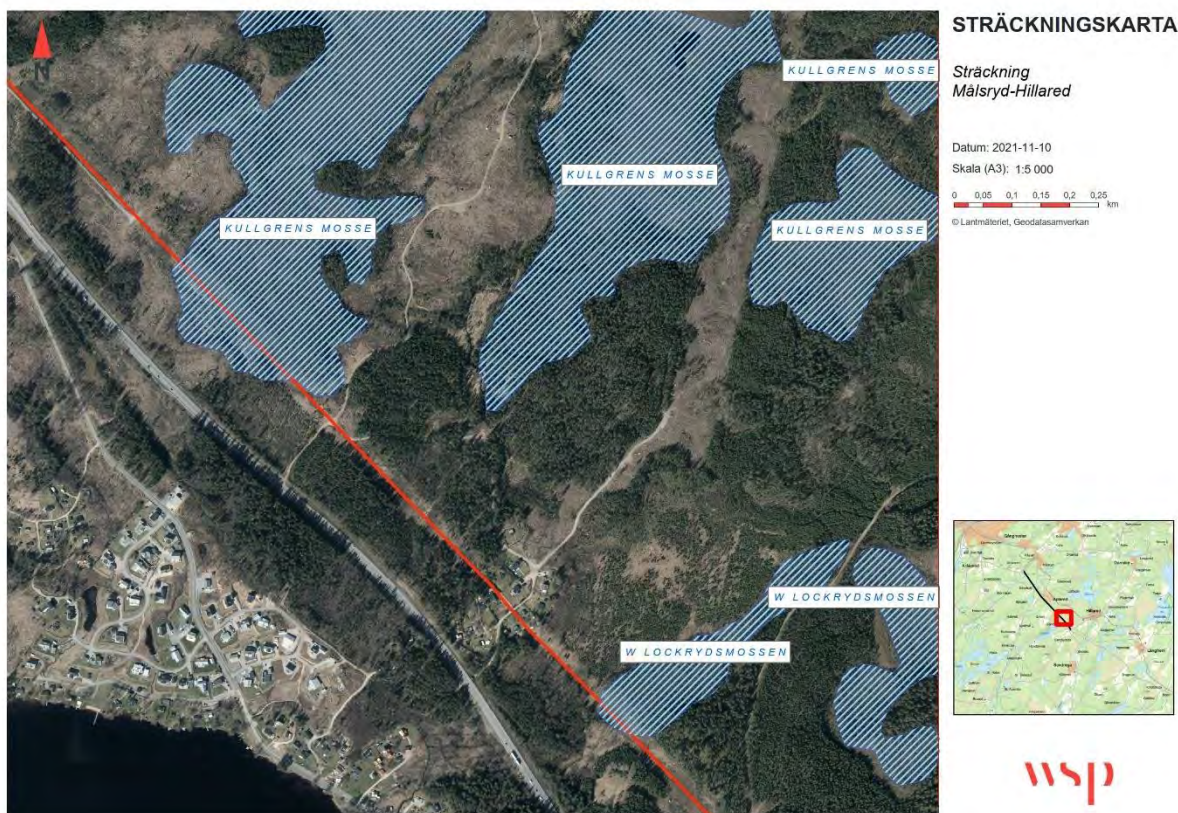 STRÄCKNINGSKARTA
Sträckning
Målsryd-Hillared
Datum: 2021-11-10
Skala (A3): 1:5 000
0 0,05 0,1 0,15 0,2 0,25
km
© Lantmäteriet, Geodatasamverkan
N
KULLGRENS MOSSE
KULLGRENS MOSSE
KULLGRENS MOSSE
KULLGRENS MOSSE
W LOCKRYDSMOSSEN
W LOCKRYDSMOSSEN
wsp